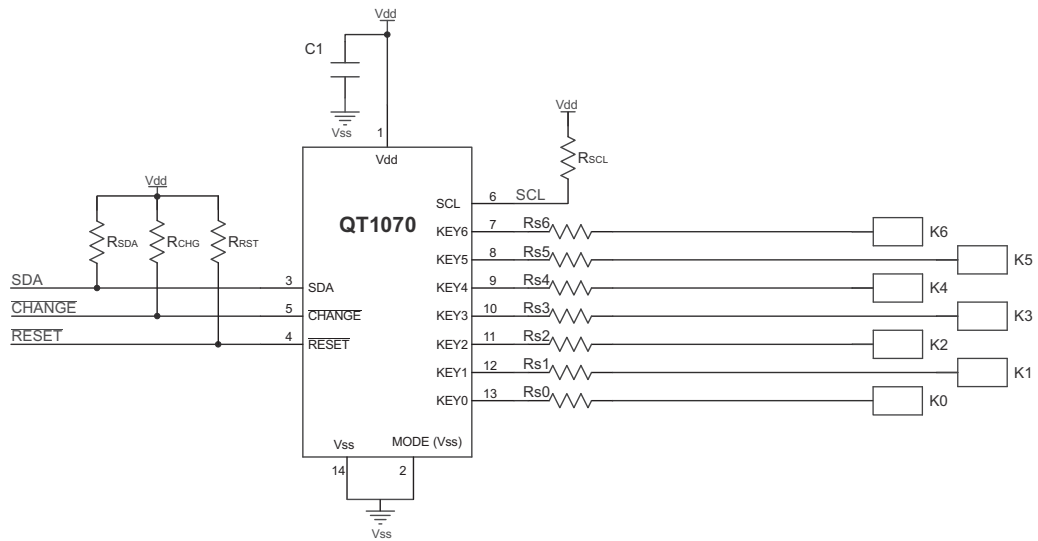 Vdd
C1
Vss
1
Vdd
Vdd
RSCL
SCL 6 SCL
QT1070
Vdd
RSDA RCHG RRST
KEY6 7 Rs6 K6
KEY5 8 Rs5 K5
SDA 3 SDA KEY4 9 Rs4 K4
CHANGE 5 CHANGE KEY3 10 Rs3 K3
RESET 4 RESET KEY2 11 Rs2 K2
KEY1 12 Rs1 K1
KEY0 13 Rs0 K0
Vss MODE (Vss)
14 2
Vss